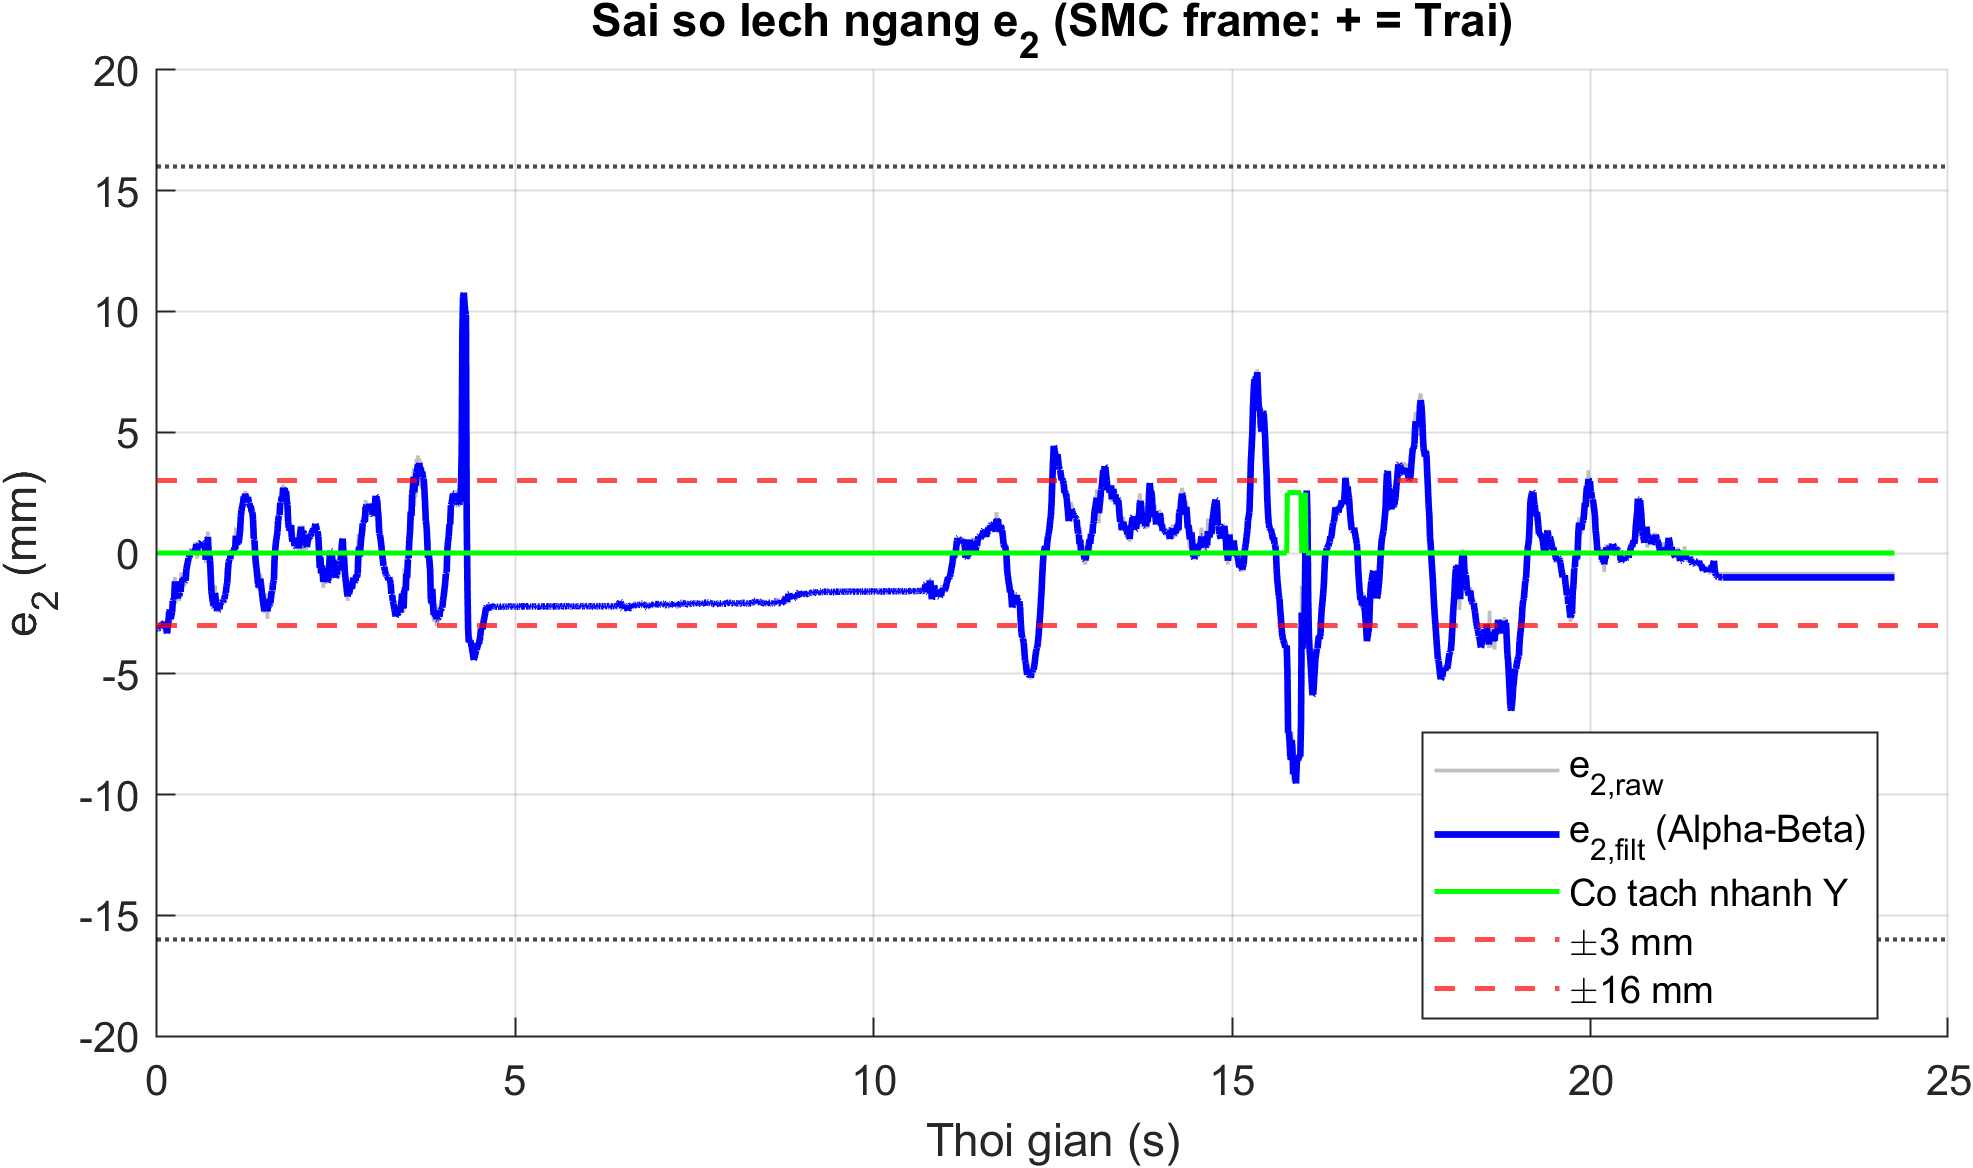 Sai so lech ngang e2 (SMC frame: + = Trai)
20
15
10
5
0
-5
-10
-15
-20
e2 (mm)
0 5 10 15 20 25
Thoi gian (s)
e2,raw
e2,filt (Alpha-Beta)
Co tach nhanh Y
±3 mm
±16 mm